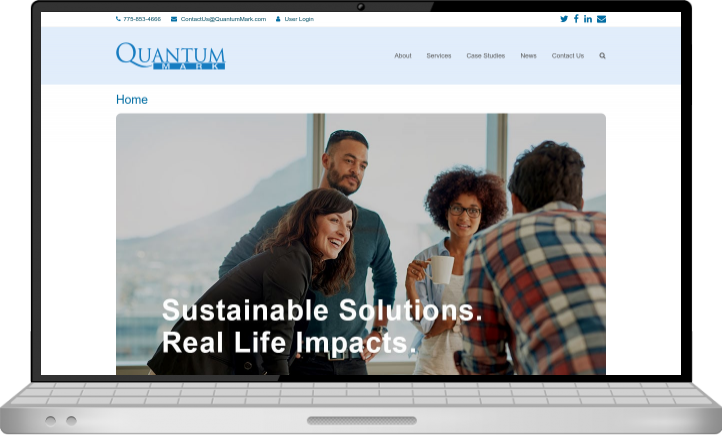 775-853-4666 ContactUs@QuantumMark.com User Login
QUANTUM
MARK
About Services Case Studies News Contact Us
Home
Sustainable Solutions.
Real Life Impacts.